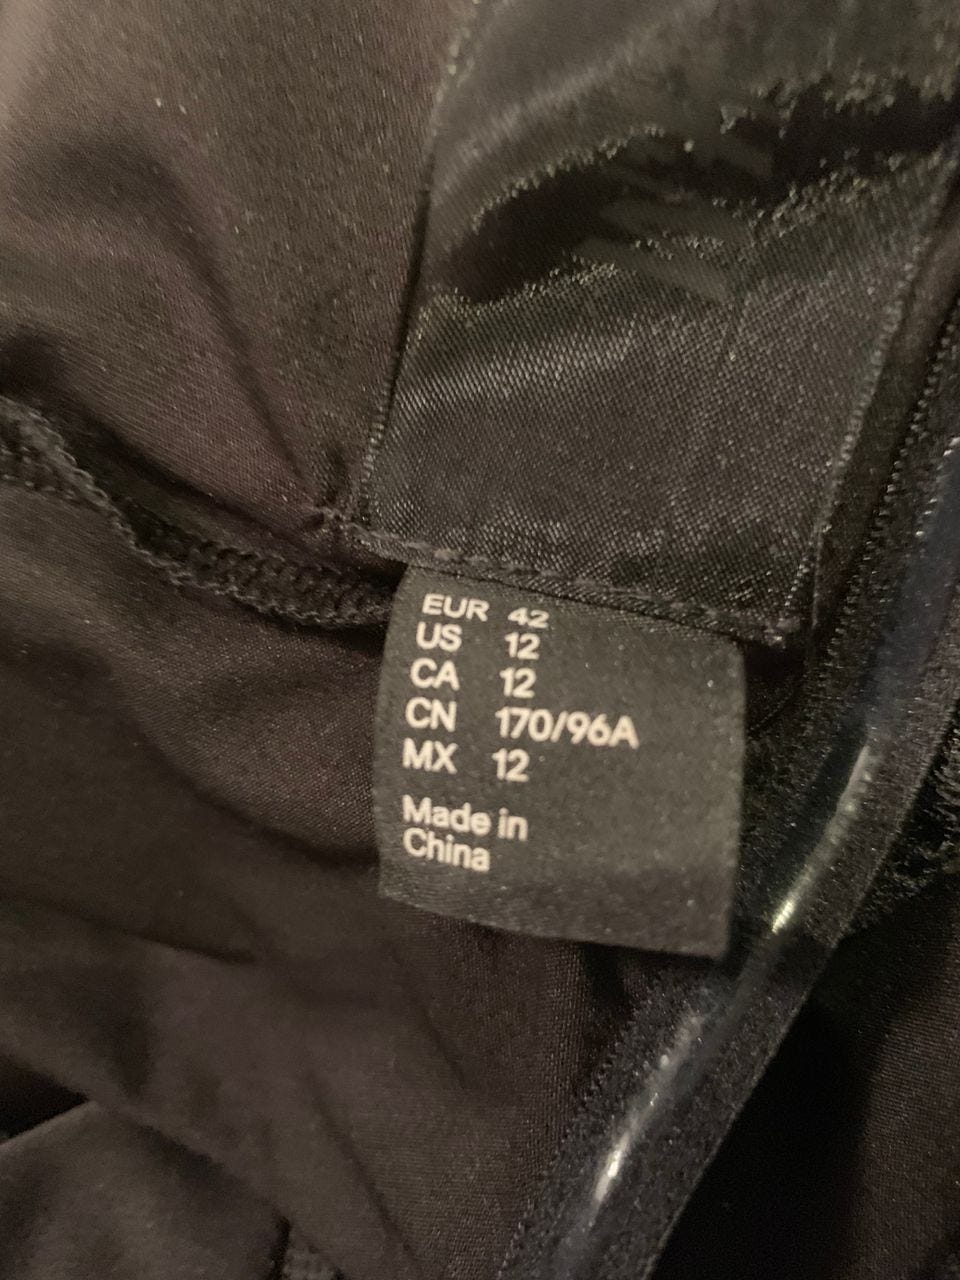 EUR 42
US 12
CA 12
CN 170/96A
MX 12
Made in
China